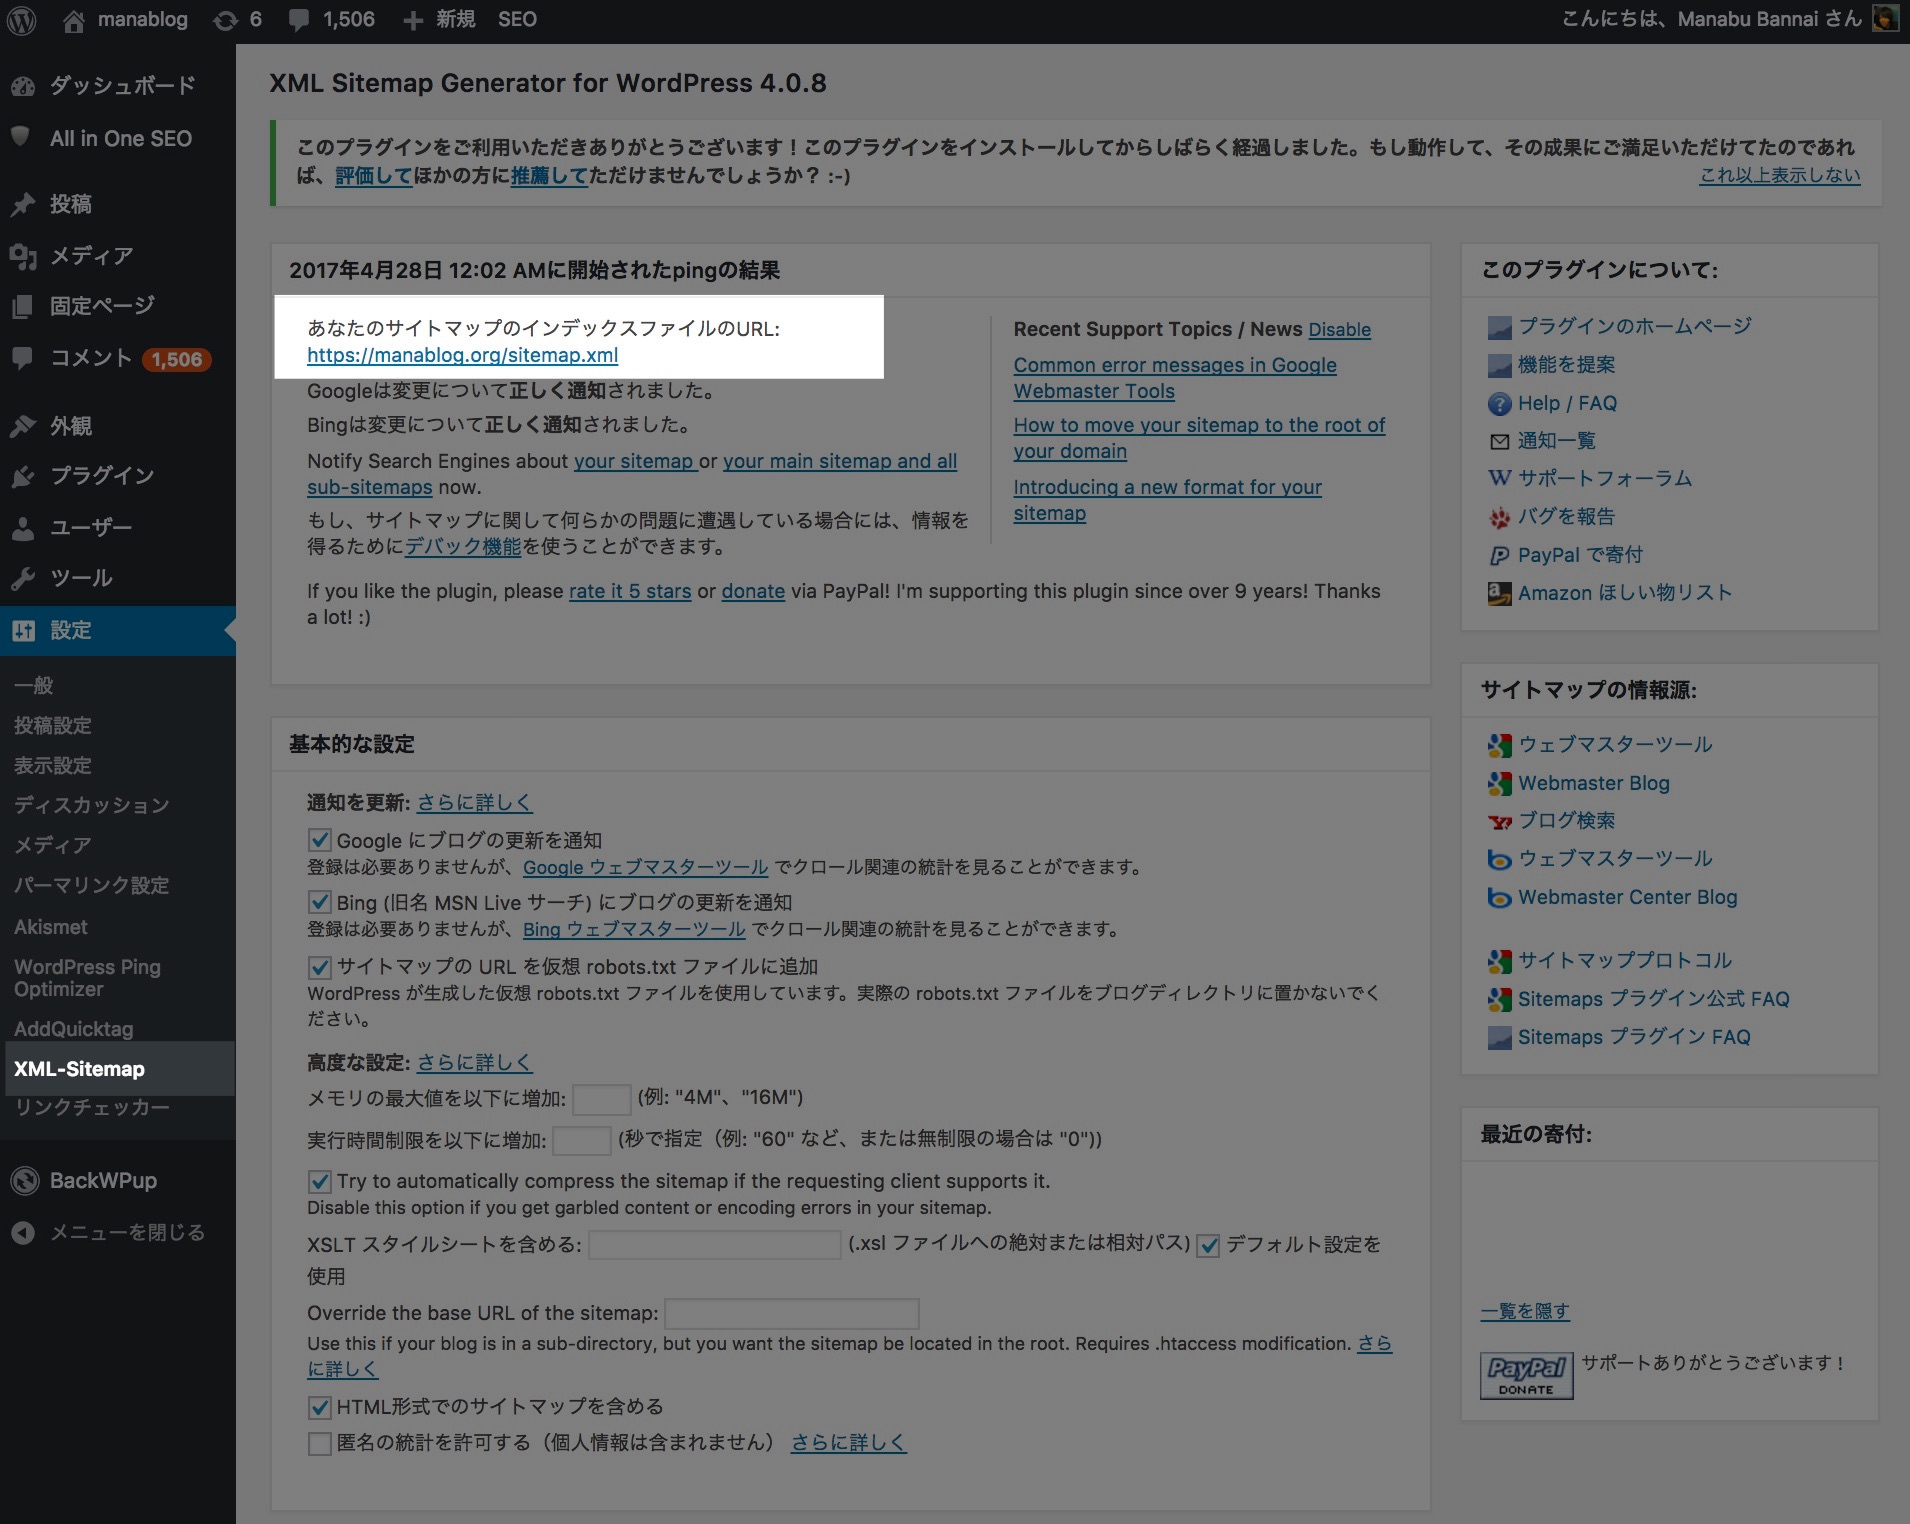 manablog 6 1,506 新規 SEO こんにちは、Manabu Bannai さん
ダッシュボード
All in One SEO
投稿
メディア
固定ページ
コメント 1,506
外観
プラグイン
ユーザー
ツール
設定
一般
投稿設定
表示設定
ディスカッション
メディア
パーマリンク設定
Akismet
WordPress Ping
Optimizer
AddQuicktag
XML-Sitemap
リンクチェッカー
BackWPup
メニューを閉じる
XML Sitemap Generator for WordPress 4.0.8
このプラグインをご利用いただきありがとうございます！このプラグインをインストールしてからしばらく経過しました。もし動作して、その成果にご満足いただけてたのであれ
ば、評価してほかの方に推薦してただけませんでしょうか？ :-)
これ以上表示しない
2017年4月28日 12:02 AMに開始されたpingの結果
あなたのサイトマップのインデックスファイルのURL:
https://manablog.org/sitemap.xml
Googleは変更について正しく通知されました。
Bingは変更について正しく通知されました。
Notify Search Engines about your sitemap or your main sitemap and all
sub-sitemaps now.
もし、サイトマップに関して何らかの問題に遭遇している場合には、情報を
得るためにデバック機能を使うことができます。
Recent Support Topics / News Disable
Common error messages in Google
Webmaster Tools
How to move your sitemap to the root of
your domain
Introducing a new format for your
sitemap
If you like the plugin, please rate it 5 stars or donate via PayPal! I'm supporting this plugin since over 9 years! Thanks
a lot! :)
基本的な設定
通知を更新: さらに詳しく
Google にブログの更新を通知
登録は必要ありませんが、Google ウェブマスターツール でクロール関連の統計を見ることができます。
Bing (旧名 MSN Live サーチ) にブログの更新を通知
登録は必要ありませんが、Bing ウェブマスターツール でクロール関連の統計を見ることができます。
サイトマップの URL を仮想 robots.txt ファイルに追加
WordPress が生成した仮想 robots.txt ファイルを使用しています。実際の robots.txt ファイルをブログディレクトリに置かないでく
ださい。
高度な設定: さらに詳しく
メモリの最大値を以下に増加: (例: "4M"、"16M")
実行時間制限を以下に増加: (秒で指定（例: "60" など、または無制限の場合は "0"))
Try to automatically compress the sitemap if the requesting client supports it.
Disable this option if you get garbled content or encoding errors in your sitemap.
XSLT スタイルシートを含める: (.xsl ファイルへの絶対または相対パス) デフォルト設定を
使用
Override the base URL of the sitemap:
Use this if your blog is in a sub-directory, but you want the sitemap be located in the root. Requires .htaccess modification. さら
に詳しく
HTML形式でのサイトマップを含める
匿名の統計を許可する（個人情報は含まれません） さらに詳しく
このプラグインについて:
プラグインのホームページ
機能を提案
Help / FAQ
通知一覧
サポートフォーラム
バグを報告
PayPal で寄付
Amazon ほしい物リスト
サイトマップの情報源:
ウェブマスターツール
Webmaster Blog
ブログ検索
ウェブマスターツール
Webmaster Center Blog
サイトマッププロトコル
Sitemaps プラグイン公式 FAQ
Sitemaps プラグイン FAQ
最近の寄付:
一覧を隠す
PayPal
DONATE
サポートありがとうございます！